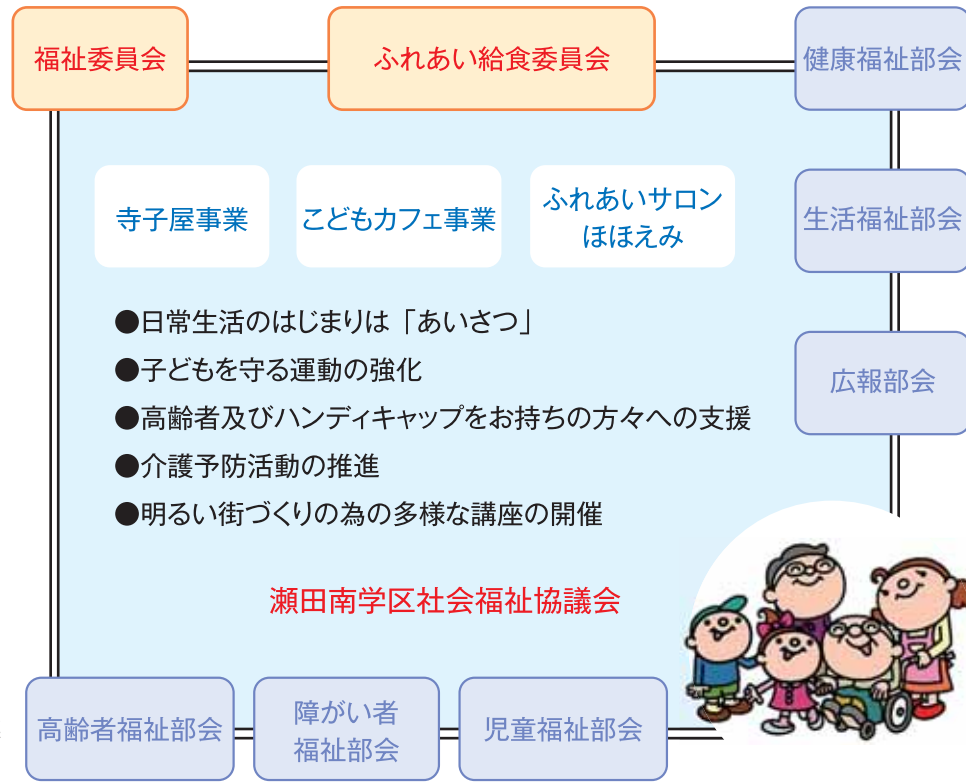 福祉委員会
ふれあい給食委員会
健康福祉部会
寺子屋事業
こどもカフェ事業
ふれあいサロン
ほほえみ
生活福祉部会
●日常生活のはじまりは「あいさつ」
●子どもを守る運動の強化
●高齢者及びハンディキャップをお持ちの方々への支援
●介護予防活動の推進
●明るい街づくりの為の多様な講座の開催
広報部会
瀬田南学区社会福祉協議会
高齢者福祉部会
障がい者
福祉部会
児童福祉部会